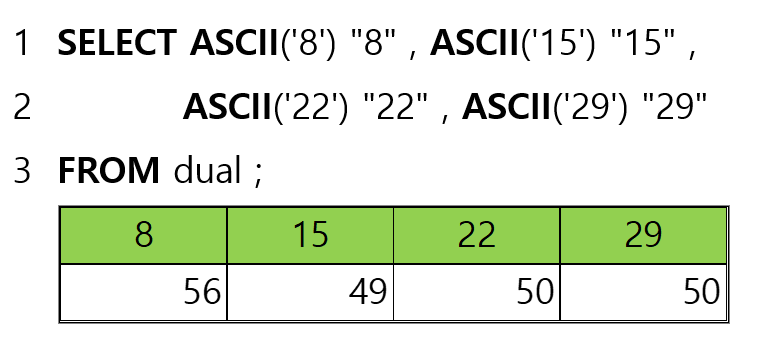 1 SELECT ASCII('8') "8" , ASCII('15') "15" ,
2 ASCII('22') "22" , ASCII('29') "29"
3 FROM dual ;
8 15 22 29
56 49 50 50